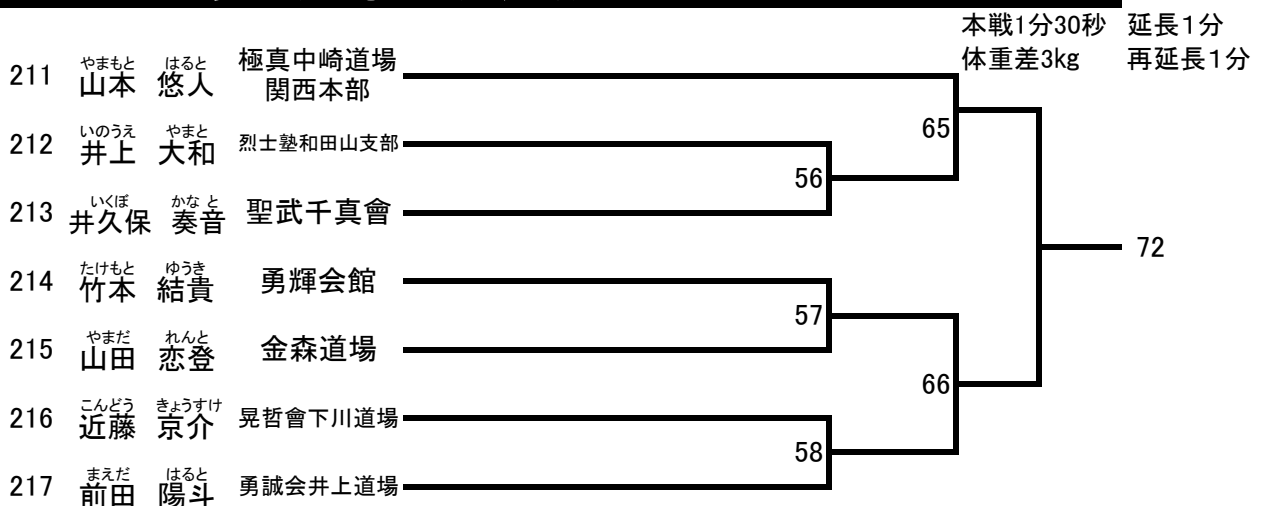 本戦1分30秒 延長1分
体重差3kg 再延長1分
やまもと はると
211 山本 悠人 極真中崎道場
関西本部
65
いのうえ やまと
212 井上 大和 烈士塾和田山支部
56
いくぼ かなと
213 井久保 奏音 聖武千真會
72
たけもと ゆうき
214 竹本 結貴 勇輝会館
57
やまだ れんと
215 山田 恋登 金森道場
66
こんどう きょうすけ
216 近藤 京介 晃哲會下川道場
58
まえだ はると
217 前田 陽斗 勇誠会井上道場